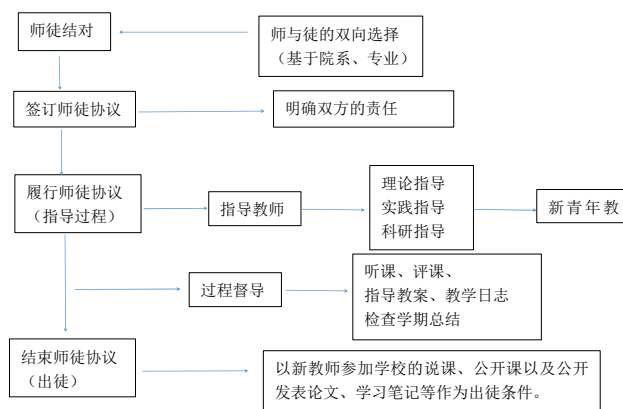 师徒结对
师与徒的双向选择
（基于院系、专业）
签订师徒协议
明确双方的责任
履行师徒协议
（指导过程）
指导教师
理论指导
实践指导
科研指导
新青年教
过程督导
听课、评课、
指导教案、教学日志
检查学期总结
结束师徒协议
（出徒）
以新教师参加学校的说课、公开课以及公开
发表论文、学习笔记等作为出徒条件。